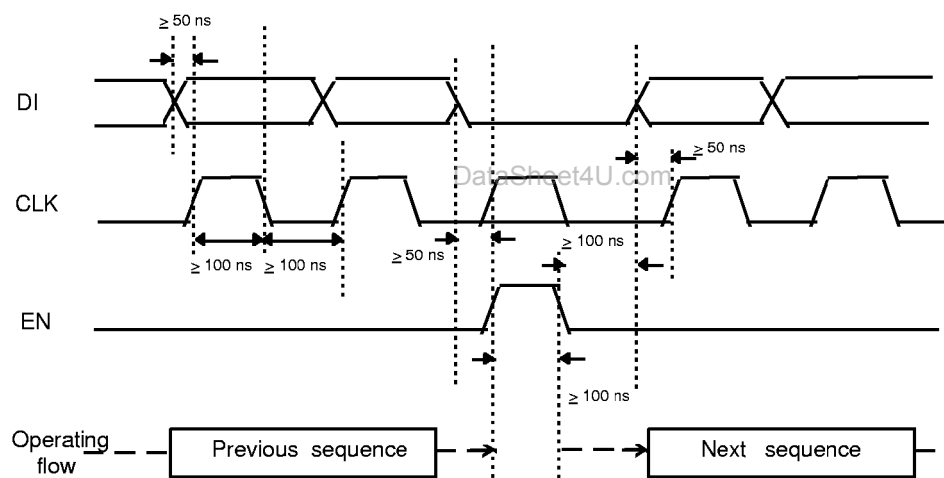 ≥ 50 ns
DI
≥ 50 ns
DataSheet4U.com
CLK
≥ 100 ns
≥ 100 ns
≥ 50 ns
≥ 100 ns
EN
≥ 100 ns
Operating
flow
Previous sequence
Next sequence